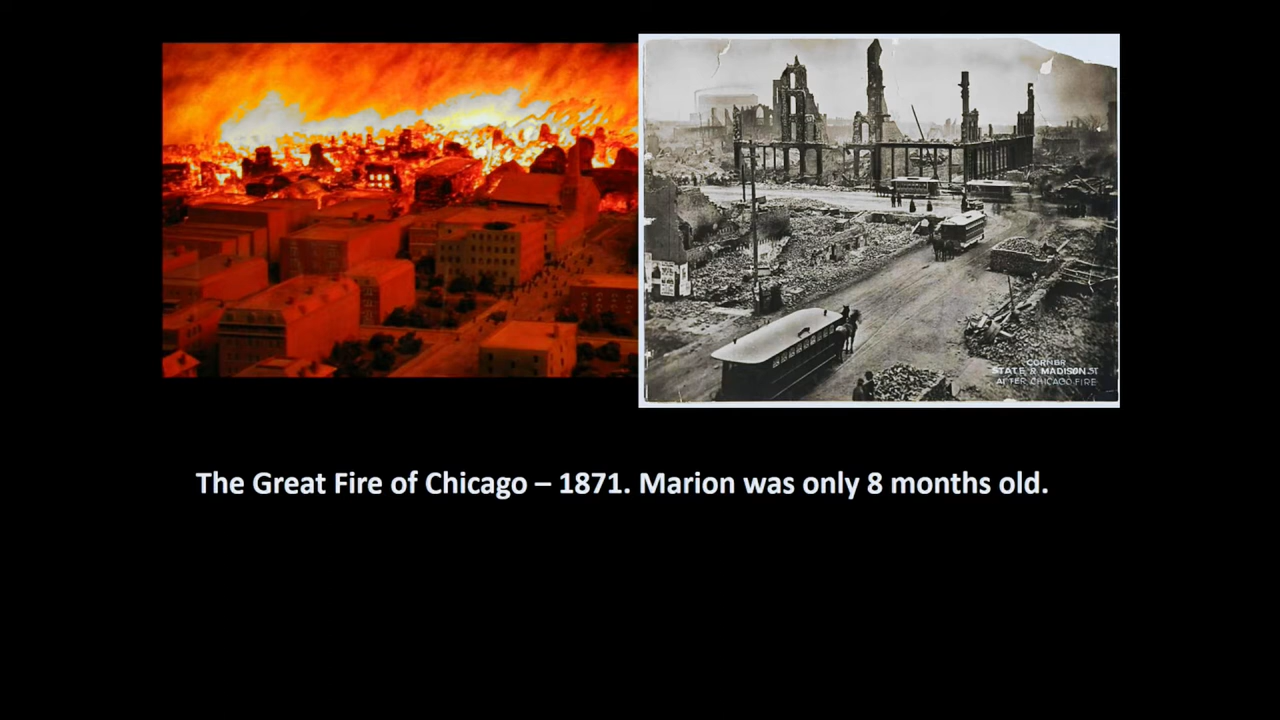 CORNER
STATE & MADISON ST
AFTER CHICAGO FIRE
The Great Fire of Chicago – 1871. Marion was only 8 months old.